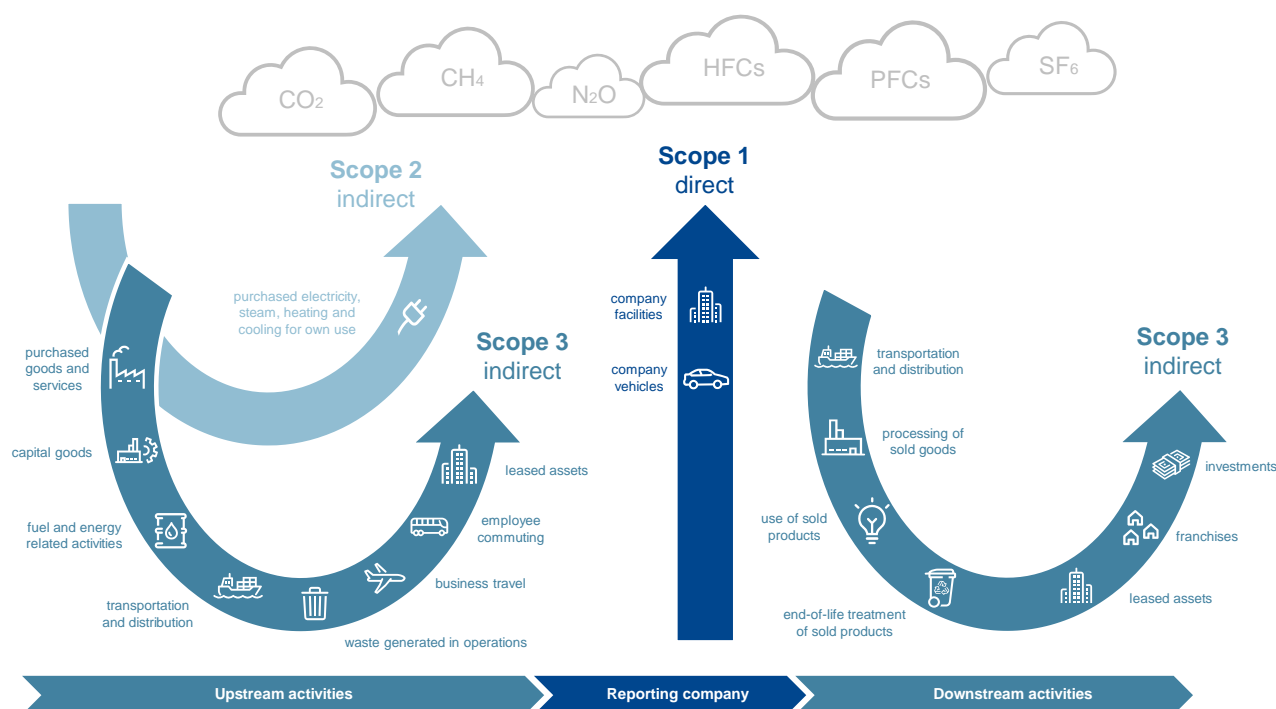 CO2
CH4
N2O
HFCs
PFCs
SF6
Scope 2
indirect
purchased electricity,
steam, heating and
cooling for own use
Scope 3
indirect
purchased
goods and
services
capital goods
fuel and energy
related activities
transportation
and distribution
waste generated in operations
business travel
employee
commuting
leased assets
Scope 1
direct
company
facilities
company
vehicles
Scope 3
indirect
transportation
and distribution
processing of
sold goods
use of sold
products
end-of-life treatment
of sold products
leased assets
franchises
investments
Upstream activities
Reporting company
Downstream activities